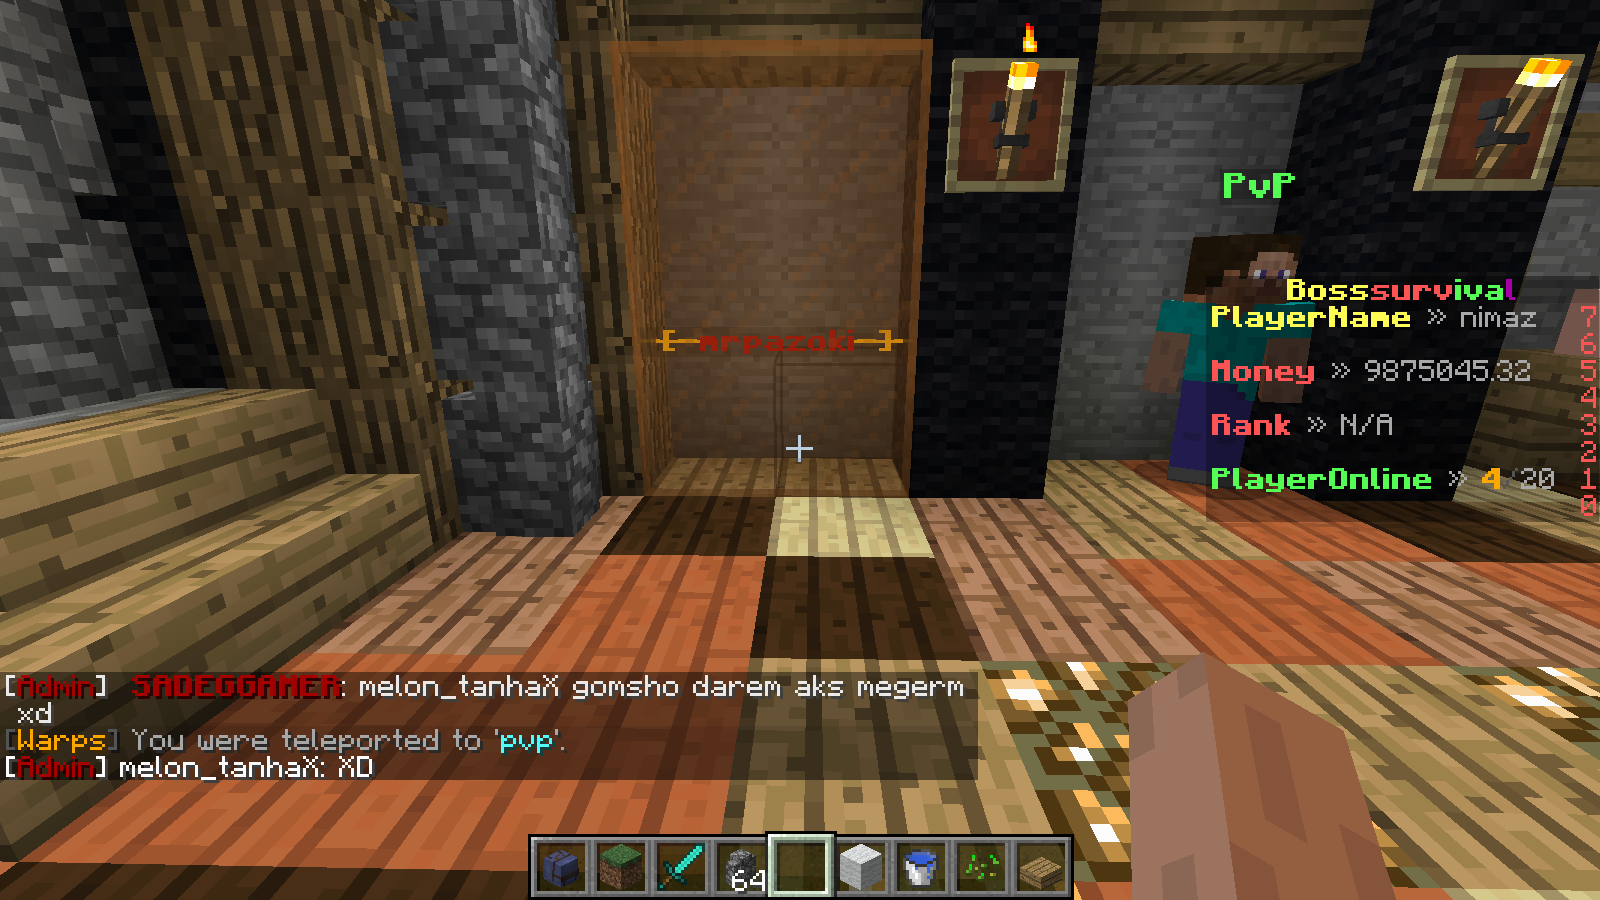 PvP
Bosssurvival
PlayerName » nimaz 7
6
Money » 9875045.32 5
4
Rank » N/A 3
2
PlayerOnline » 4/20 1
0
-[-mrpazoki-]-
[Admin] SADEGGAMER: melon_tanhaX gomsho darem aks megerm
xd
[Warps] You were teleported to 'pvp'.
[Admin] melon_tanhaX: XD
64